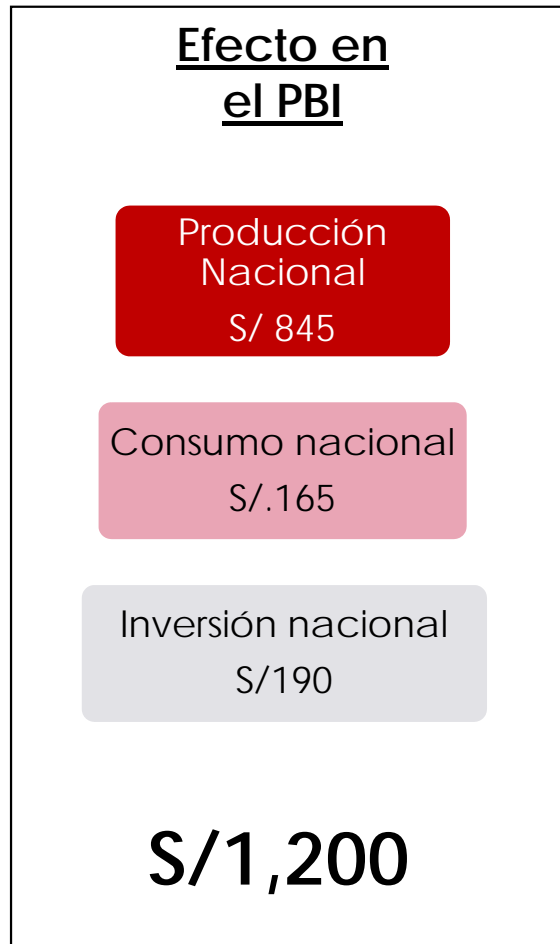 Efecto en
el PBI
Producción
Nacional
S/ 845
Consumo nacional
S/.165
Inversión nacional
S/190
S/1,200